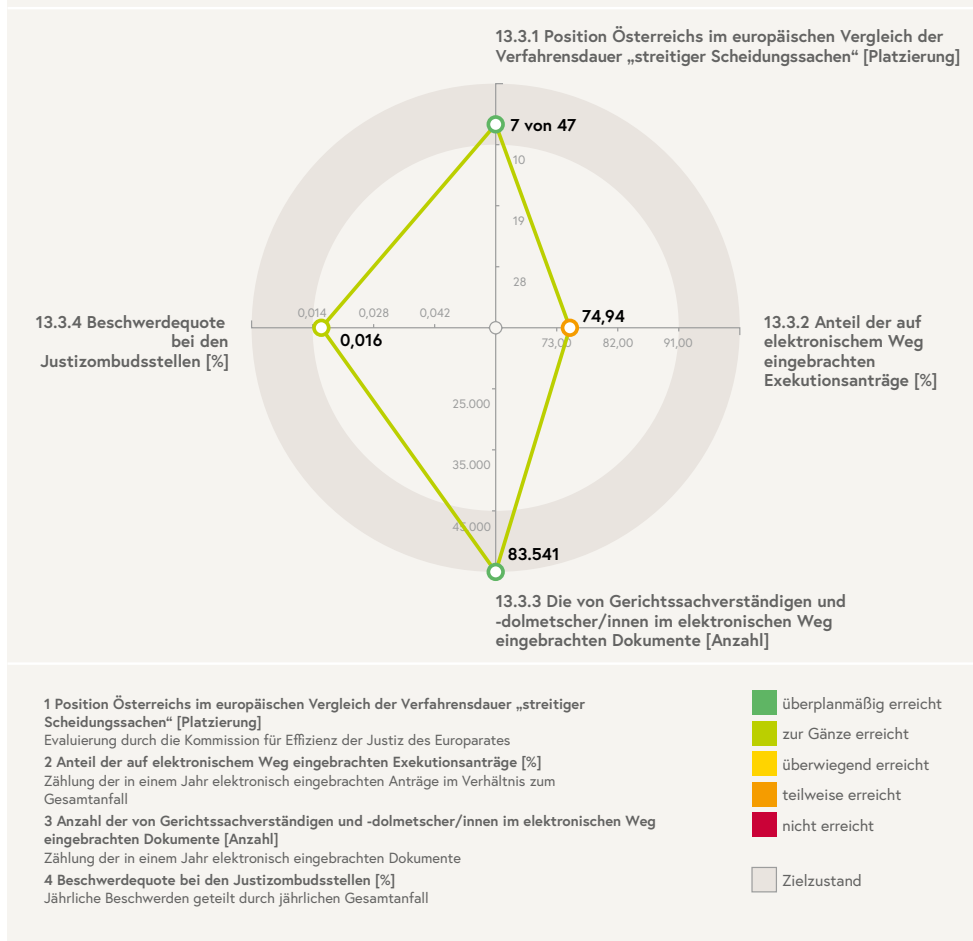 13.3.1 Position Österreichs im europäischen Vergleich der
Verfahrensdauer „streitiger Scheidungssachen“ [Platzierung]
7 von 47
10
19
28
13.3.4 Beschwerdequote
bei den
Justizombudsstellen [%]
0,014
0,028
0,042
0,016
74,94
73,00
82,00
91,00
13.3.2 Anteil der auf
elektronischem Weg
eingebrachten
Exekutionsanträge [%]
25.000
35.000
45.000
83.541
13.3.3 Die von Gerichtssachverständigen und
-dolmetscher/innen im elektronischen Weg
eingebrachten Dokumente [Anzahl]
1 Position Österreichs im europäischen Vergleich der Verfahrensdauer „streitiger
Scheidungssachen“ [Platzierung]
Evaluierung durch die Kommission für Effizienz der Justiz des Europarates
2 Anteil der auf elektronischem Weg eingebrachten Exekutionsanträge [%]
Zählung der in einem Jahr elektronisch eingebrachten Anträge im Verhältnis zum
Gesamtanfall
3 Anzahl der von Gerichtssachverständigen und -dolmetscher/innen im elektronischen Weg
eingebrachten Dokumente [Anzahl]
Zählung der in einem Jahr elektronisch eingebrachten Dokumente
4 Beschwerdequote bei den Justizombudsstellen [%]
Jährliche Beschwerden geteilt durch jährlichen Gesamtanfall
überplanmäßig erreicht
zur Gänze erreicht
überwiegend erreicht
teilweise erreicht
nicht erreicht
Zielzustand